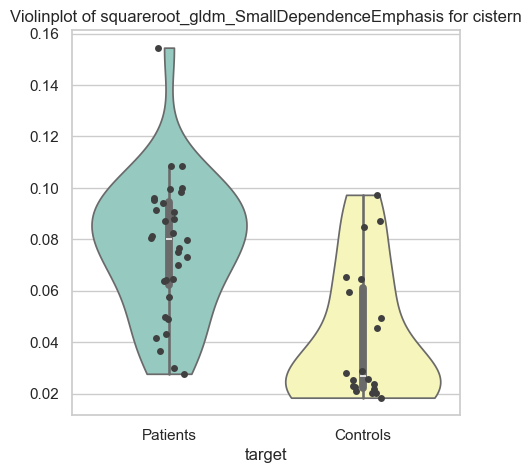 Violinplot of squareroot_gldm_SmallDependenceEmphasis for cistern
0.16
0.14
0.12
0.10
0.08
0.06
0.04
0.02
Patients
Controls
target